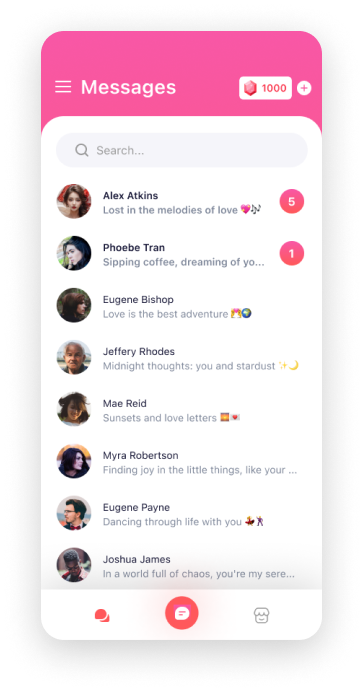 Messages
1000
Search...
Alex Atkins
Lost in the melodies of love 💖🎶
5
Phoebe Tran
Sipping coffee, dreaming of yo...
1
Eugene Bishop
Love is the best adventure 💏🌍
Jeffery Rhodes
Midnight thoughts: you and stardust ✨🌙
Mae Reid
Sunsets and love letters 🌇💌
Myra Robertson
Finding joy in the little things, like your ...
Eugene Payne
Dancing through life with you 💃🕺
Joshua James
In a world full of chaos, you're my sere...